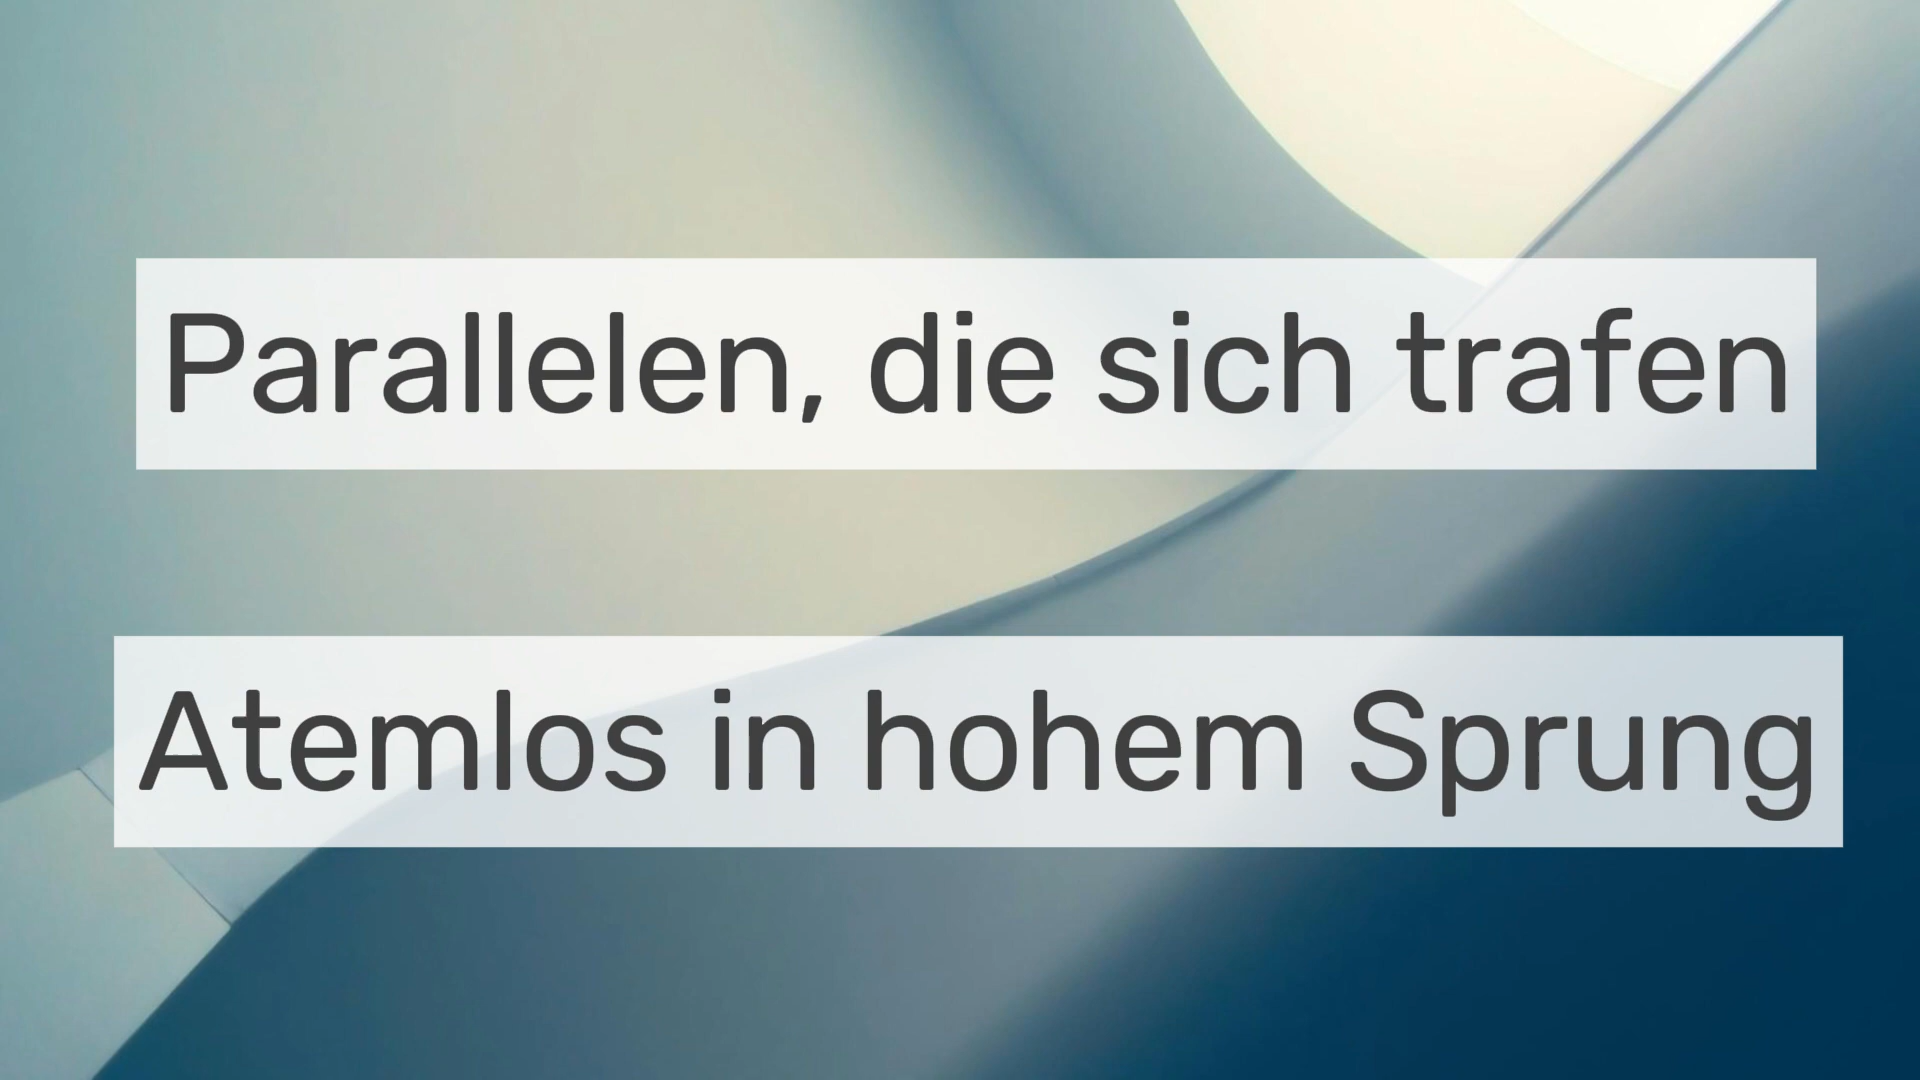 Parallelen, die sich trafen
Atemlos in hohem Sprung